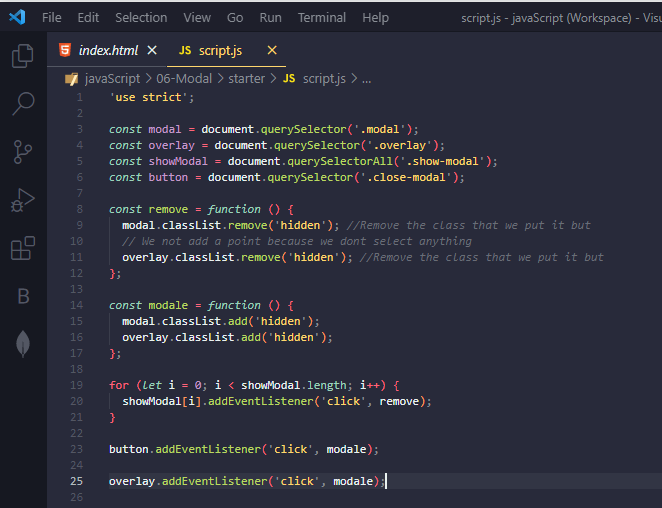 File Edit Selection View Go Run Terminal Help script.js - javaScript (Workspace) - Visu
index.html JS script.js
javaScript > 06-Modal > starter > JS script.js > ...
1 'use strict';
2
3 const modal = document.querySelector('.modal');
4 const overlay = document.querySelector('.overlay');
5 const showModal = document.querySelectorAll('.show-modal');
6 const button = document.querySelector('.close-modal');
7
8 const remove = function () {
9 modal.classList.remove('hidden'); //Remove the class that we put it but
10 // We not add a point because we dont select anything
11 overlay.classList.remove('hidden'); //Remove the class that we put it but
12 };
13
14 const modale = function () {
15 modal.classList.add('hidden');
16 overlay.classList.add('hidden');
17 };
18
19 for (let i = 0; i < showModal.length; i++) {
20 showModal[i].addEventListener('click', remove);
21 }
22
23 button.addEventListener('click', modale);
24
25 overlay.addEventListener('click', modale);
26
B